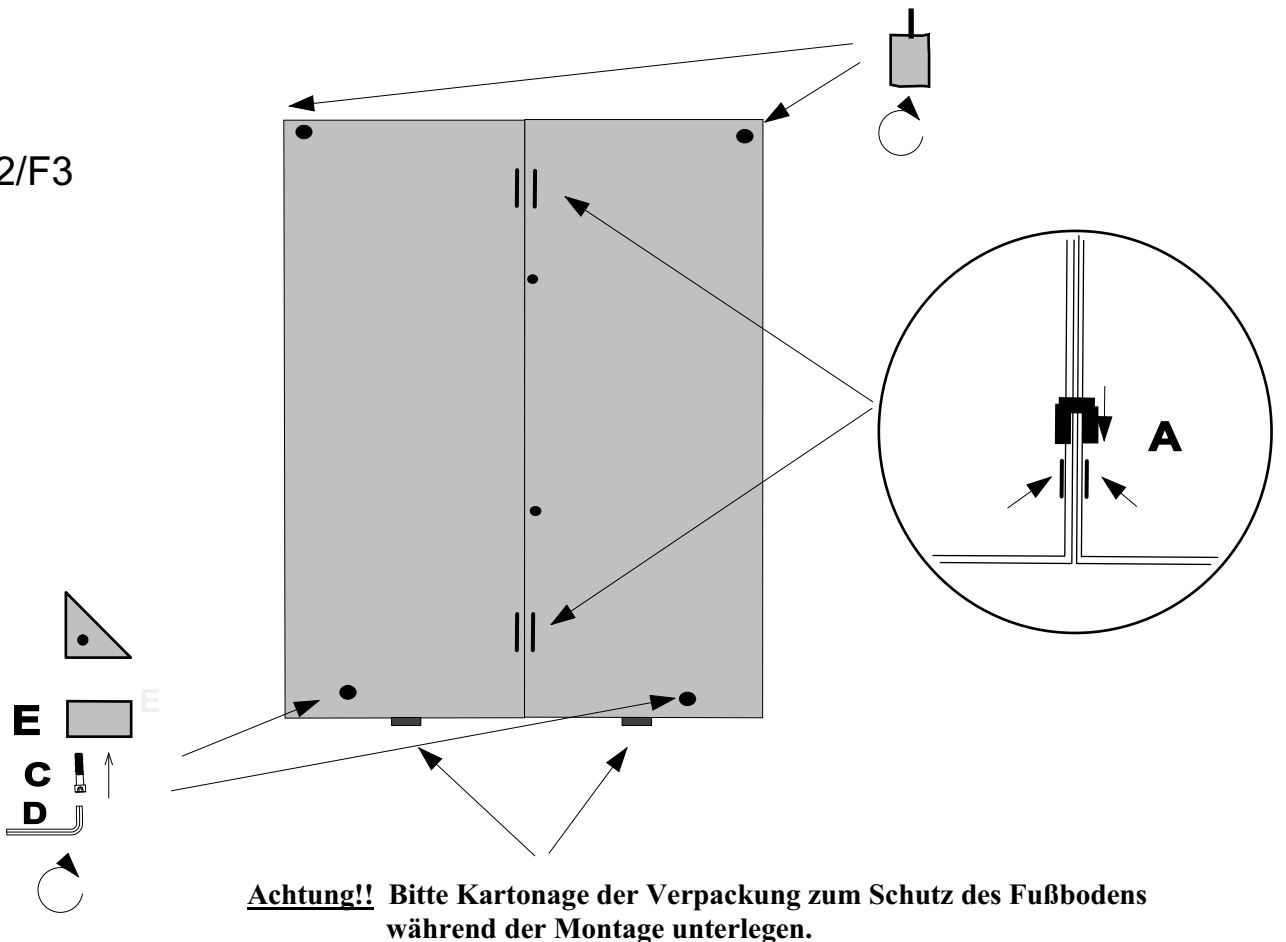 2/F3
A
E
E
C
D
Achtung!! Bitte Kartonage der Verpackung zum Schutz des Fußbodens
während der Montage unterlegen.